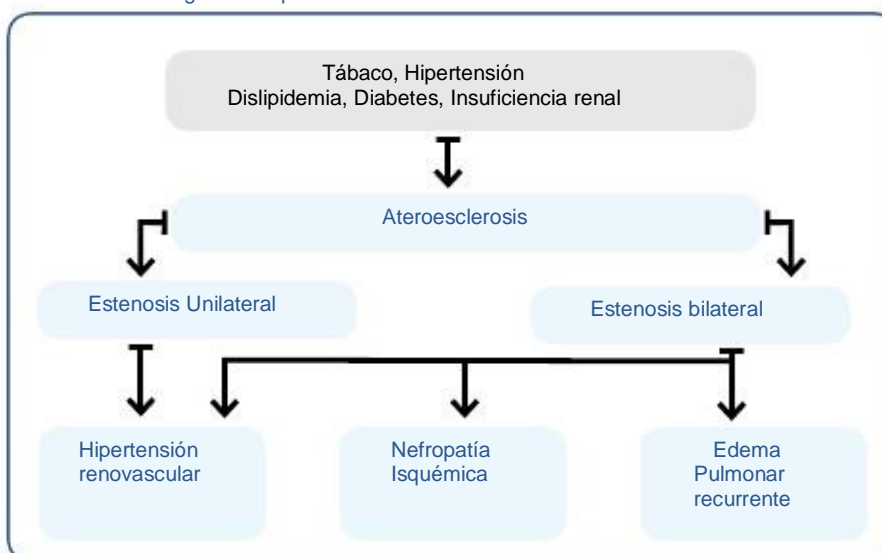 Tábaco, Hipertensión
Dislipidemia, Diabetes, Insuficiencia renal
Ateroesclerosis
Estenosis Unilateral
Estenosis bilateral
Hipertensión
renovascular
Nefropatía
Isquémica
Edema
Pulmonar
recurrente